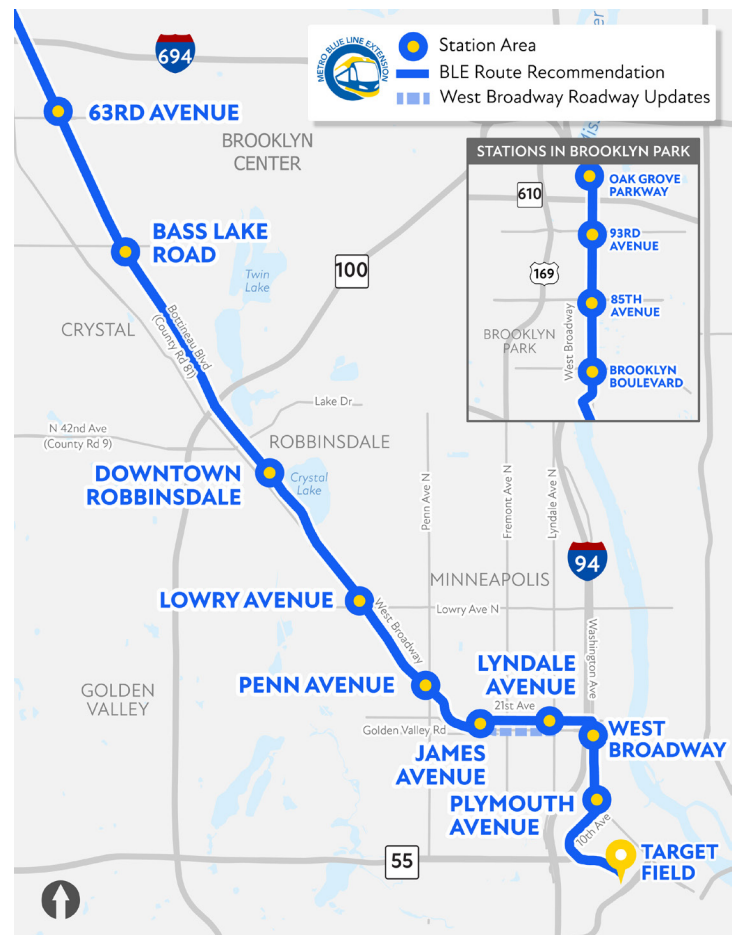 METRO BLUE LINE EXTENSION
Station Area
BLE Route Recommendation
West Broadway Roadway Updates
694
63RD AVENUE
BROOKLYN
CENTER
STATIONS IN BROOKLYN PARK
OAK GROVE
PARKWAY
610
93RD
AVENUE
169
85TH
AVENUE
West Broadway
BROOKLYN
PARK
BROOKLYN
BOULEVARD
BASS LAKE
ROAD
100
Twin
Lake
CRYSTAL
Bottineau Blvd
(County Rd 81)
Lake Dr
N 42nd Ave
(County Rd 9)
ROBBINSDALE
DOWNTOWN
ROBBINSDALE
Crystal
Lake
Penn Ave N
Fremont Ave N
Lyndale Ave N
94
MINNEAPOLIS
LOWRY AVENUE
Lowry Ave N
West Broadway
Washington Ave
LYNDALE
AVENUE
PENN AVENUE
21st Ave
GOLDEN
VALLEY
Golden Valley Rd
WEST
BROADWAY
JAMES
AVENUE
PLYMOUTH
AVENUE
10th Ave
55
TARGET
FIELD